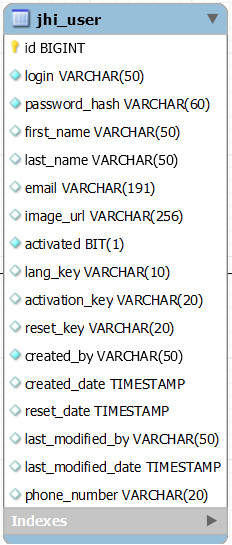 jhi_user
id BIGINT
login VARCHAR(50)
password_hash VARCHAR(60)
first_name VARCHAR(50)
last_name VARCHAR(50)
email VARCHAR(191)
image_url VARCHAR(256)
activated BIT(1)
lang_key VARCHAR(10)
activation_key VARCHAR(20)
reset_key VARCHAR(20)
created_by VARCHAR(50)
created_date TIMESTAMP
reset_date TIMESTAMP
last_modified_by VARCHAR(50)
last_modified_date TIMESTAMP
phone_number VARCHAR(20)
Indexes